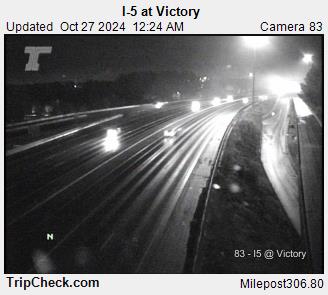 I-5 at Victory
Updated Oct 27 2024 12:24 AM Camera 83
T
N
83 - I5 @ Victory
TripCheck.com Milepost306.80